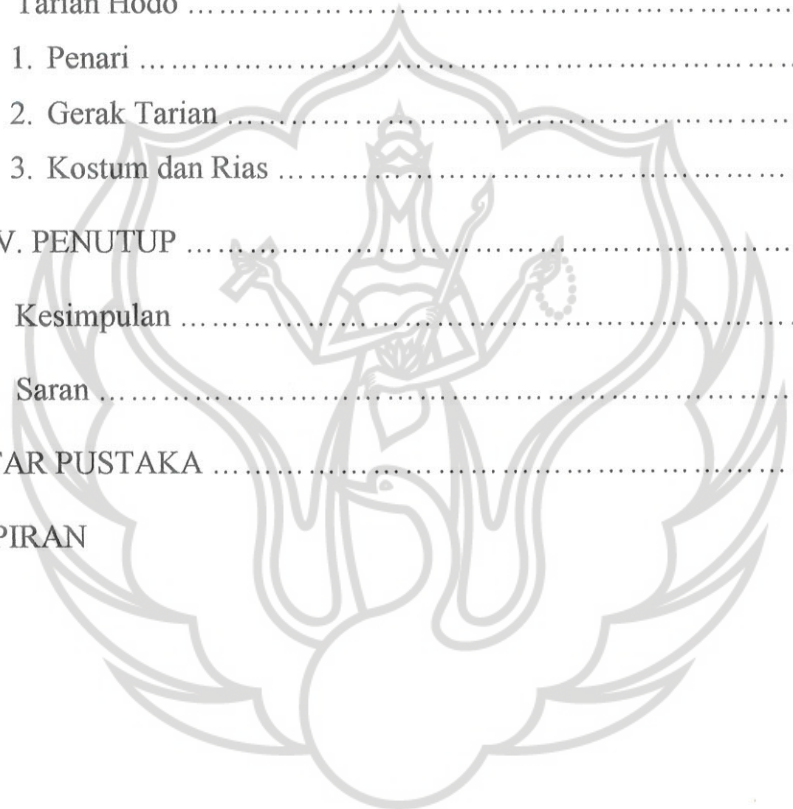 Tarian Hodo ........................................................................
1. Penari ........................................................................
2. Gerak Tarian ...............................................................
3. Kostum dan Rias .........................................................
V. PENUTUP .....................................................................
Kesimpulan ....................................................................
Saran ..............................................................................
TAR PUSTAKA ................................................................
PIRAN